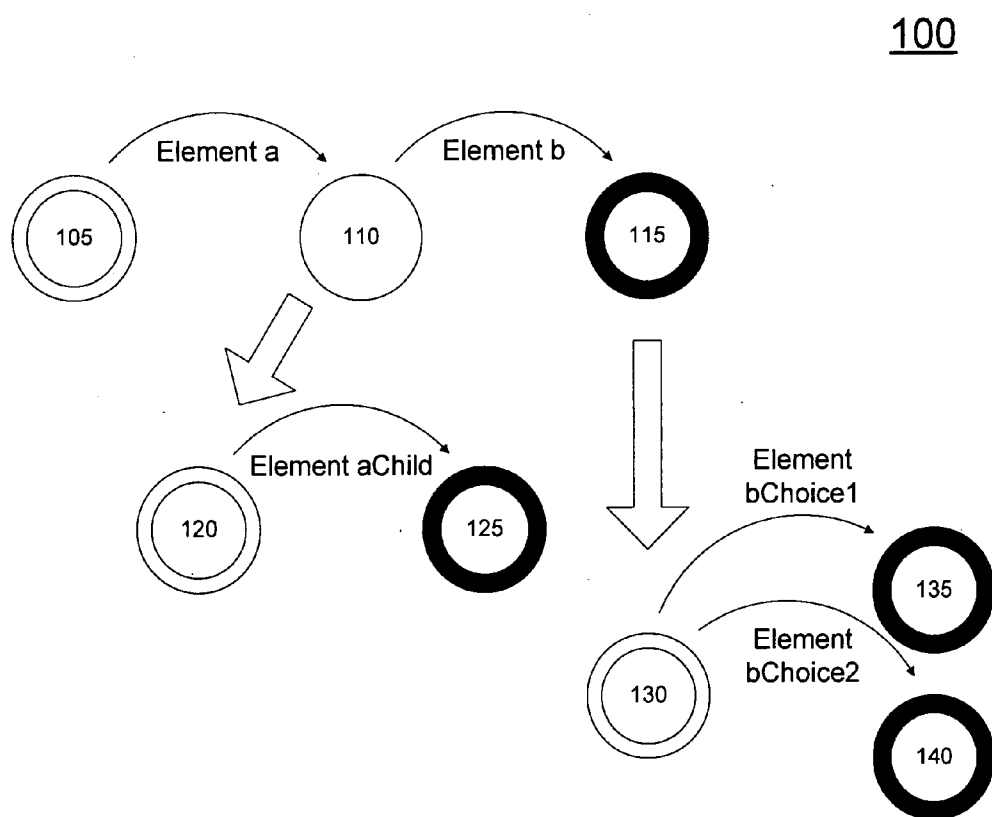 100
Element a
Element b
105
110
115
Element aChild
Element
bChoice1
120
125
135
Element
bChoice2
130
140